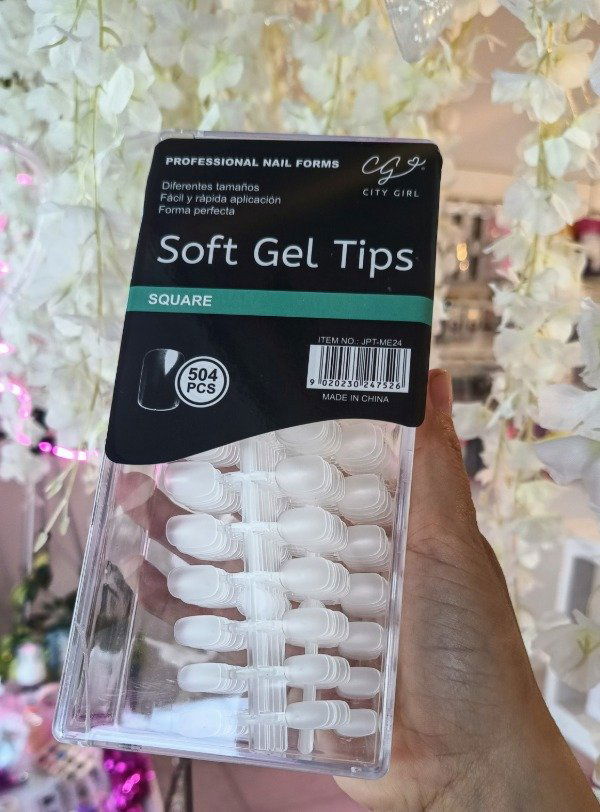 PROFESSIONAL NAIL FORMS
CG
CITY GIRL
Diferentes tamaños
Fácil y rápida aplicación
Forma perfecta
Soft Gel Tips
SQUARE
504
PCS
ITEM NO.: JPT-ME24
9 020230 247526
MADE IN CHINA